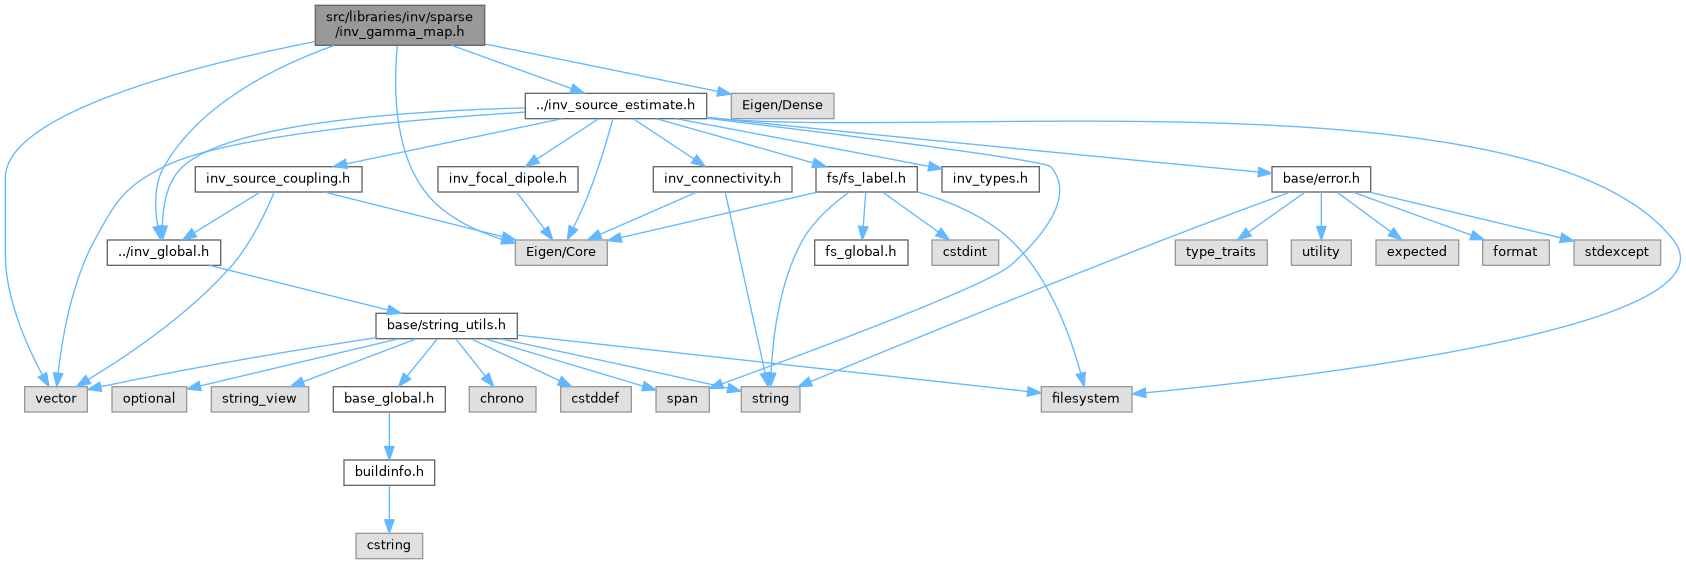 src/libraries/inv/sparse
/inv_gamma_map.h
../inv_source_estimate.h
Eigen/Dense
inv_source_coupling.h
inv_focal_dipole.h
inv_connectivity.h
fs/fs_label.h
inv_types.h
base/error.h
../inv_global.h
Eigen/Core
fs_global.h
cstdint
type_traits
utility
expected
format
stdexcept
base/string_utils.h
vector
optional
string_view
base_global.h
chrono
cstddef
span
string
filesystem
buildinfo.h
cstring